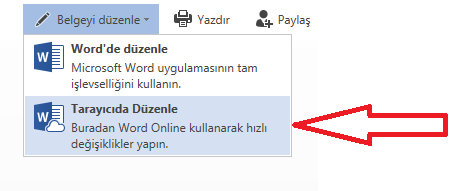 Belgeyi düzenle Yazdır Paylaş
Word'de düzenle
Microsoft Word uygulamasının tam
işlevselliğini kullanın.
Tarayıcıda Düzenle
Buradan Word Online kullanarak hızlı
değişiklikler yapın.